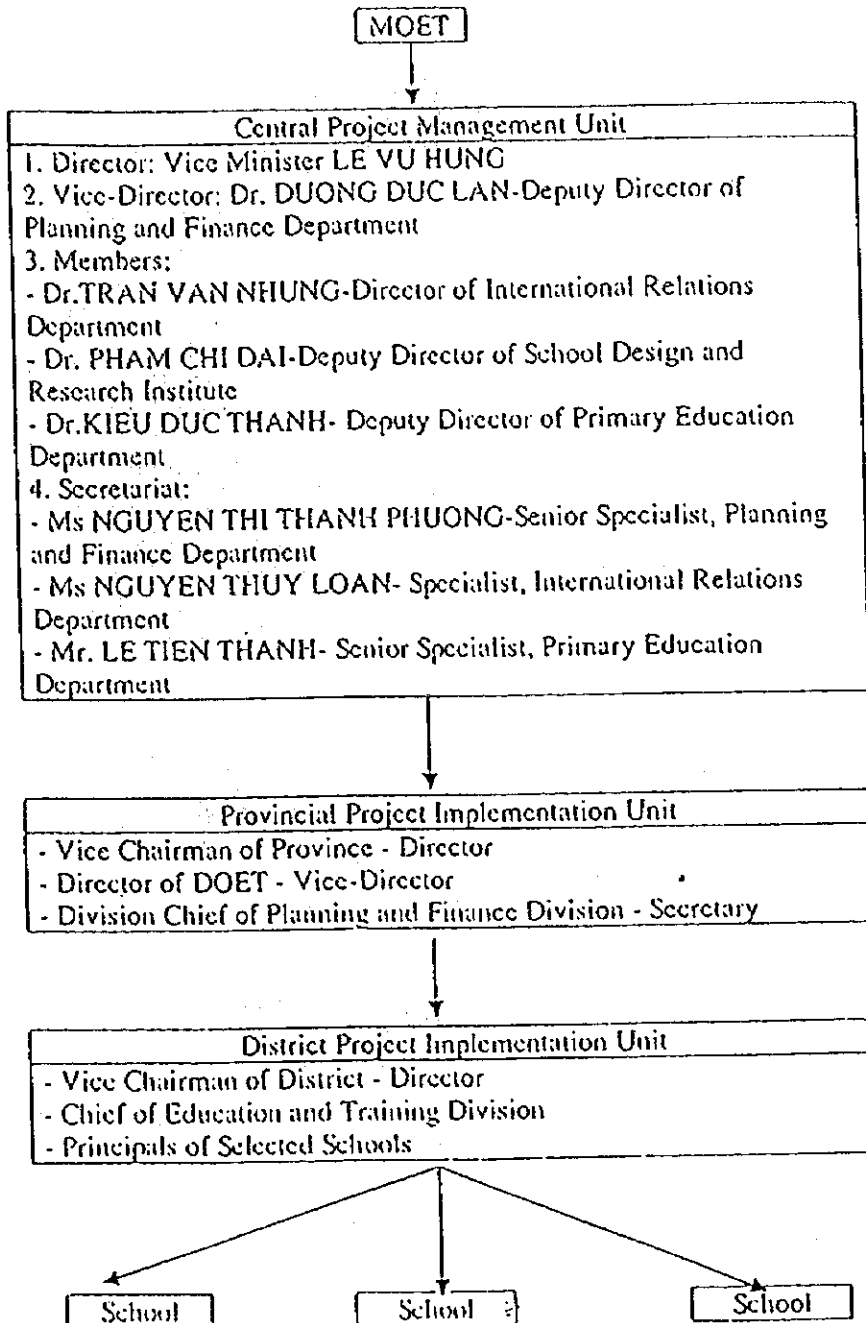 MOET
Central Project Management Unit
1. Director: Vice Minister LE VU HUNG
2. Vice-Director: Dr. DUONG DUC LAN-Deputy Director of
Planning and Finance Department
3. Members:
- Dr.TRAN VAN NHUNG-Director of International Relations
Department
- Dr. PHAM CHI DAI-Deputy Director of School Design and
Research Institute
- Dr.KIEU DUC THANH- Deputy Director of Primary Education
Department
4. Secretariat:
- Ms NGUYEN THI THANH PHUONG-Senior Specialist, Planning
and Finance Department
- Ms NGUYEN THUY LOAN- Specialist, International Relations
Department
- Mr. LE TIEN THANH- Senior Specialist, Primary Education
Department
Provincial Project Implementation Unit
- Vice Chairman of Province - Director
- Director of DOET - Vice-Director
- Division Chief of Planning and Finance Division - Secretary
District Project Implementation Unit
- Vice Chairman of District - Director
- Chief of Education and Training Division
- Principals of Selected Schools
School School School